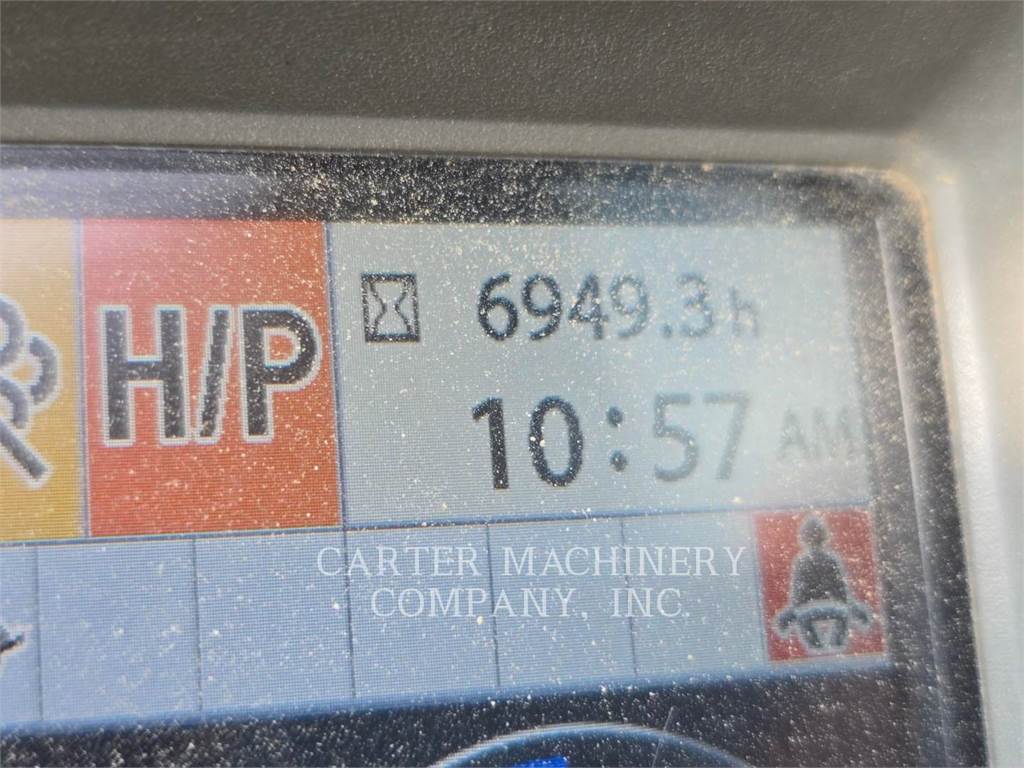 H/P
6949.3 h
10:57 AM
CARTER MACHINERY
COMPANY, INC.